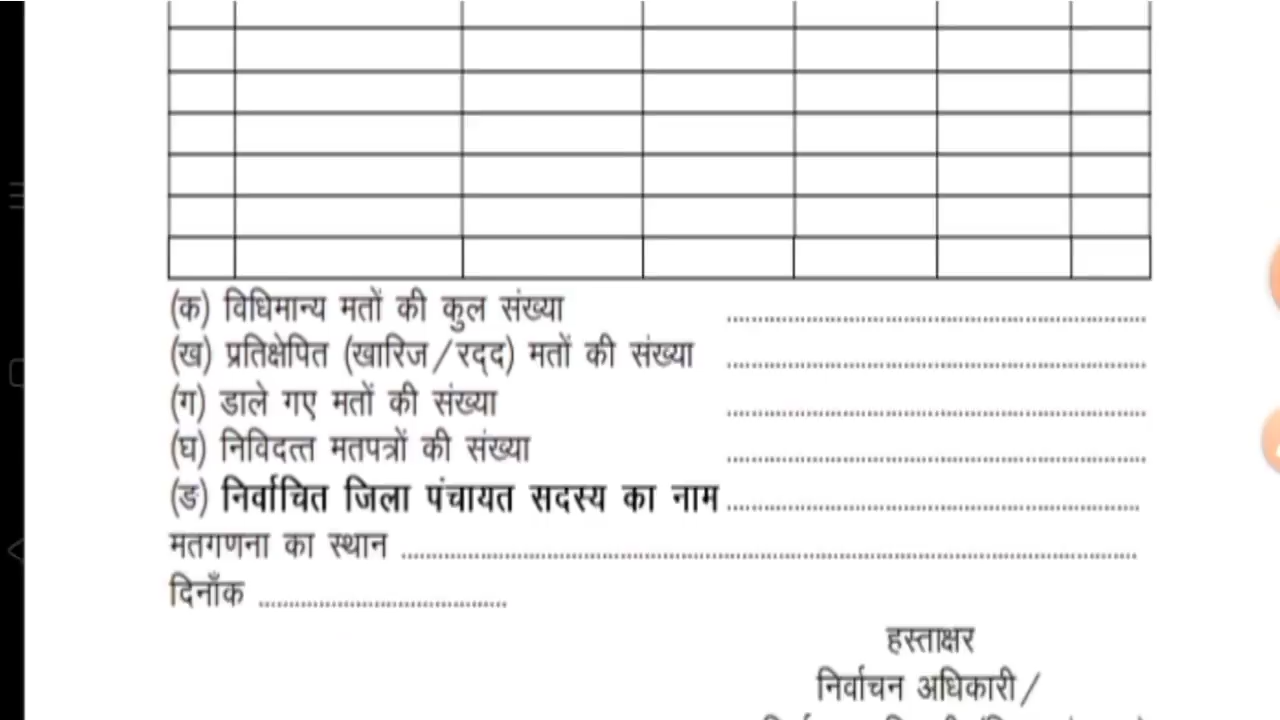 (क) विधिमान्य मतों की कुल संख्या ........................................................
(ख) प्रतिक्षेपित (खारिज/रद्द) मतों की संख्या ........................................................
(ग) डाले गए मतों की संख्या ........................................................
(घ) निविदत्त मतपत्रों की संख्या ........................................................
(ङ) निर्वाचित जिला पंचायत सदस्य का नाम ........................................................
मतगणना का स्थान ........................................................
दिनाँक ........................................
हस्ताक्षर
निर्वाचन अधिकारी/